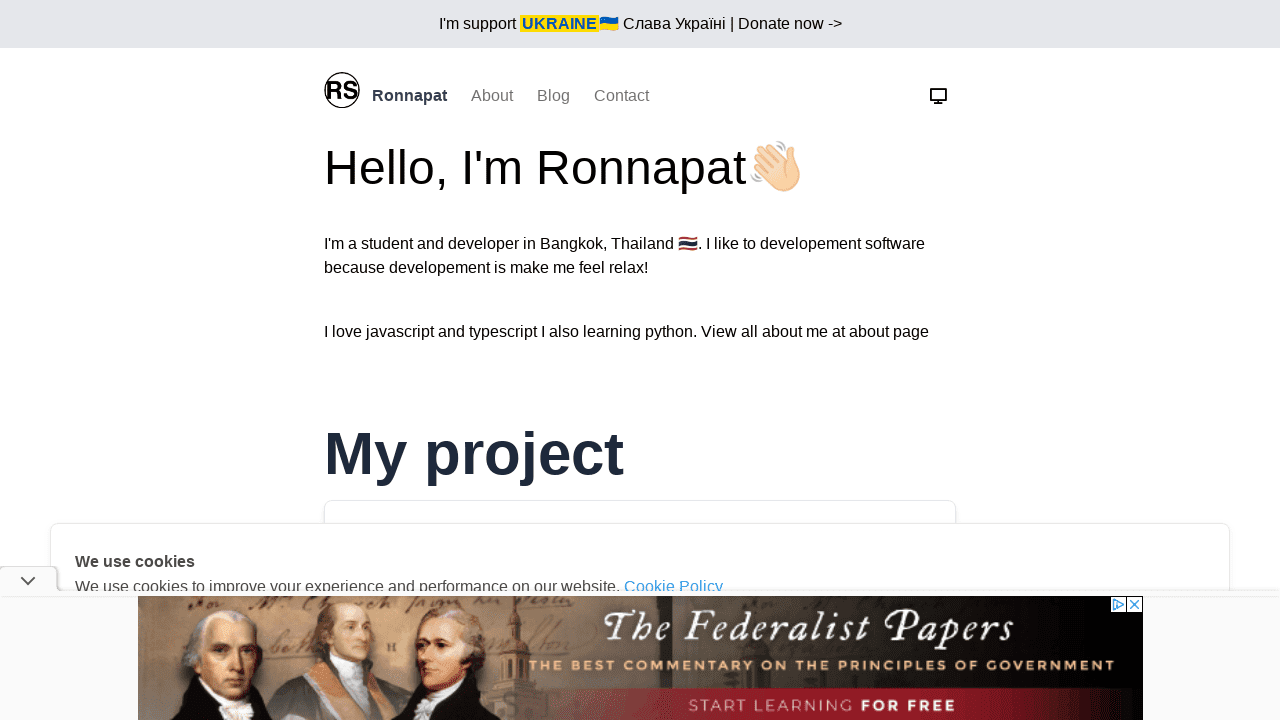 I'm support UKRAINE🇺🇦 Слава Україні | Donate now ->
RS Ronnapat About Blog Contact
Hello, I'm Ronnapat👋🏻
I'm a student and developer in Bangkok, Thailand 🇹🇭. I like to developement software
because developement is make me feel relax!
I love javascript and typescript I also learning python. View all about me at about page
My project
We use cookies
We use cookies to improve your experience and performance on our website. Cookie Policy
The Federalist Papers
THE BEST COMMENTARY ON THE PRINCIPLES OF GOVERNMENT
START LEARNING FOR FREE